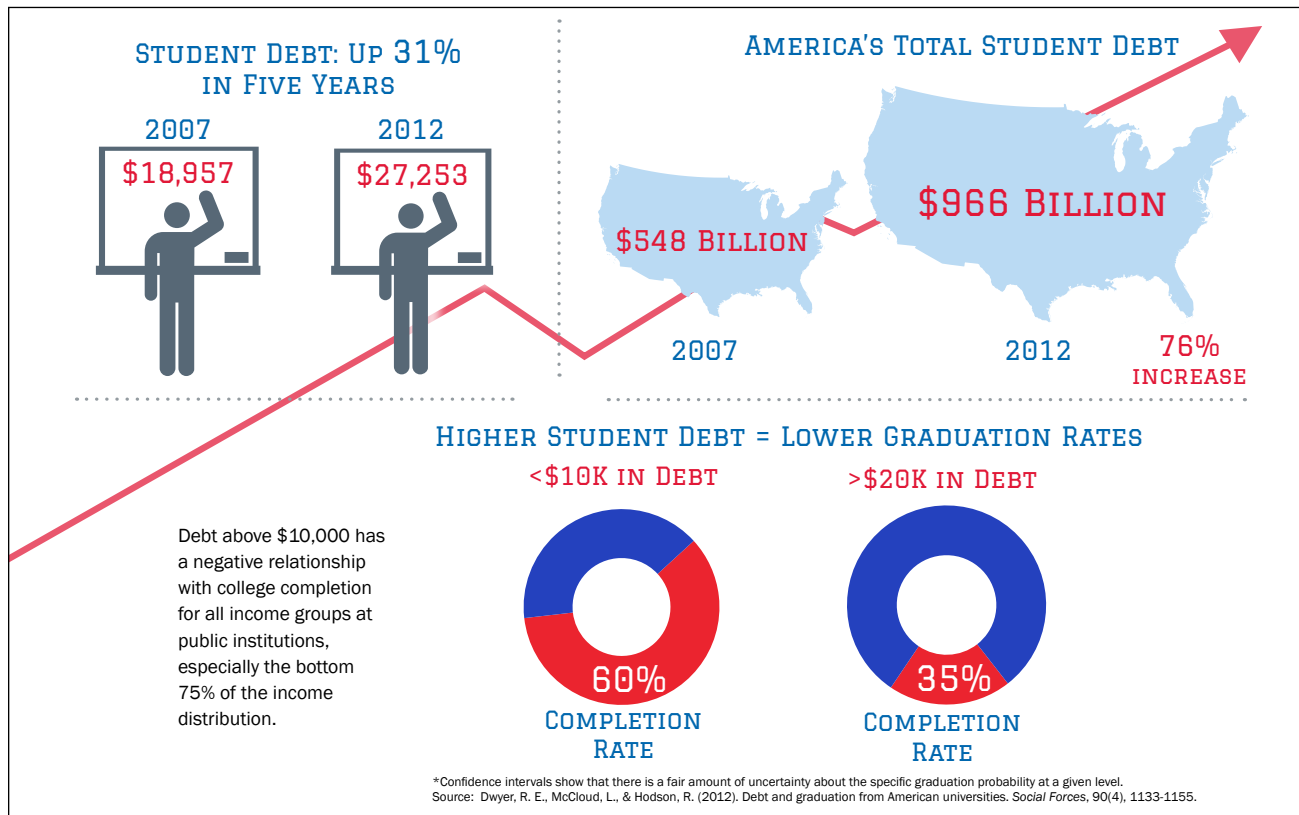 STUDENT DEBT: UP 31%
IN FIVE YEARS
2007
$18,957
2012
$27,253
AMERICA'S TOTAL STUDENT DEBT
$548 BILLION
2007
$966 BILLION
2012
76%
INCREASE
HIGHER STUDENT DEBT = LOWER GRADUATION RATES
Debt above $10,000 has
a negative relationship
with college completion
for all income groups at
public institutions,
especially the bottom
75% of the income
distribution.
<$10K IN DEBT
60%
COMPLETION
RATE
>$20K IN DEBT
35%
COMPLETION
RATE
*Confidence intervals show that there is a fair amount of uncertainty about the specific graduation probability at a given level.
Source: Dwyer, R. E., McCloud, L., & Hodson, R. (2012). Debt and graduation from American universities. Social Forces, 90(4), 1133-1155.